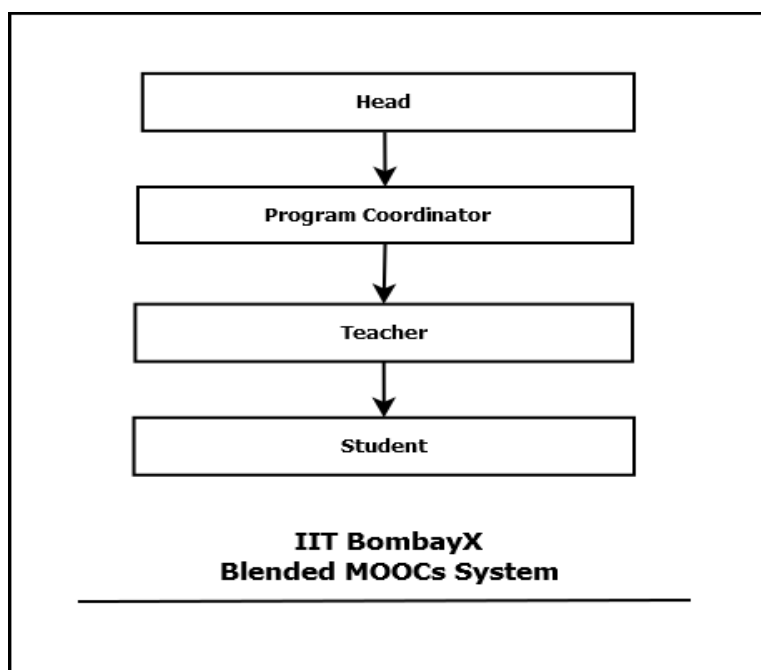 Head
Program Coordinator
Teacher
Student
IIT BombayX
Blended MOOCs System